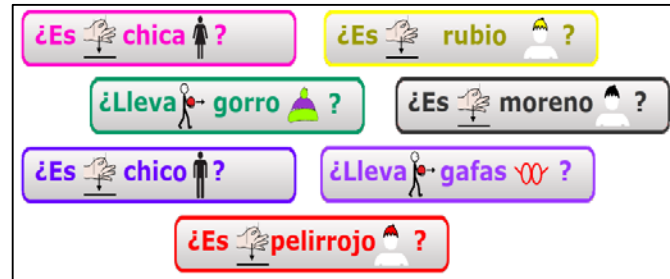 ¿Es chica ?
¿Es rubio ?
¿Lleva gorro ?
¿Es moreno ?
¿Es chico ?
¿Lleva gafas ?
¿Es pelirrojo ?